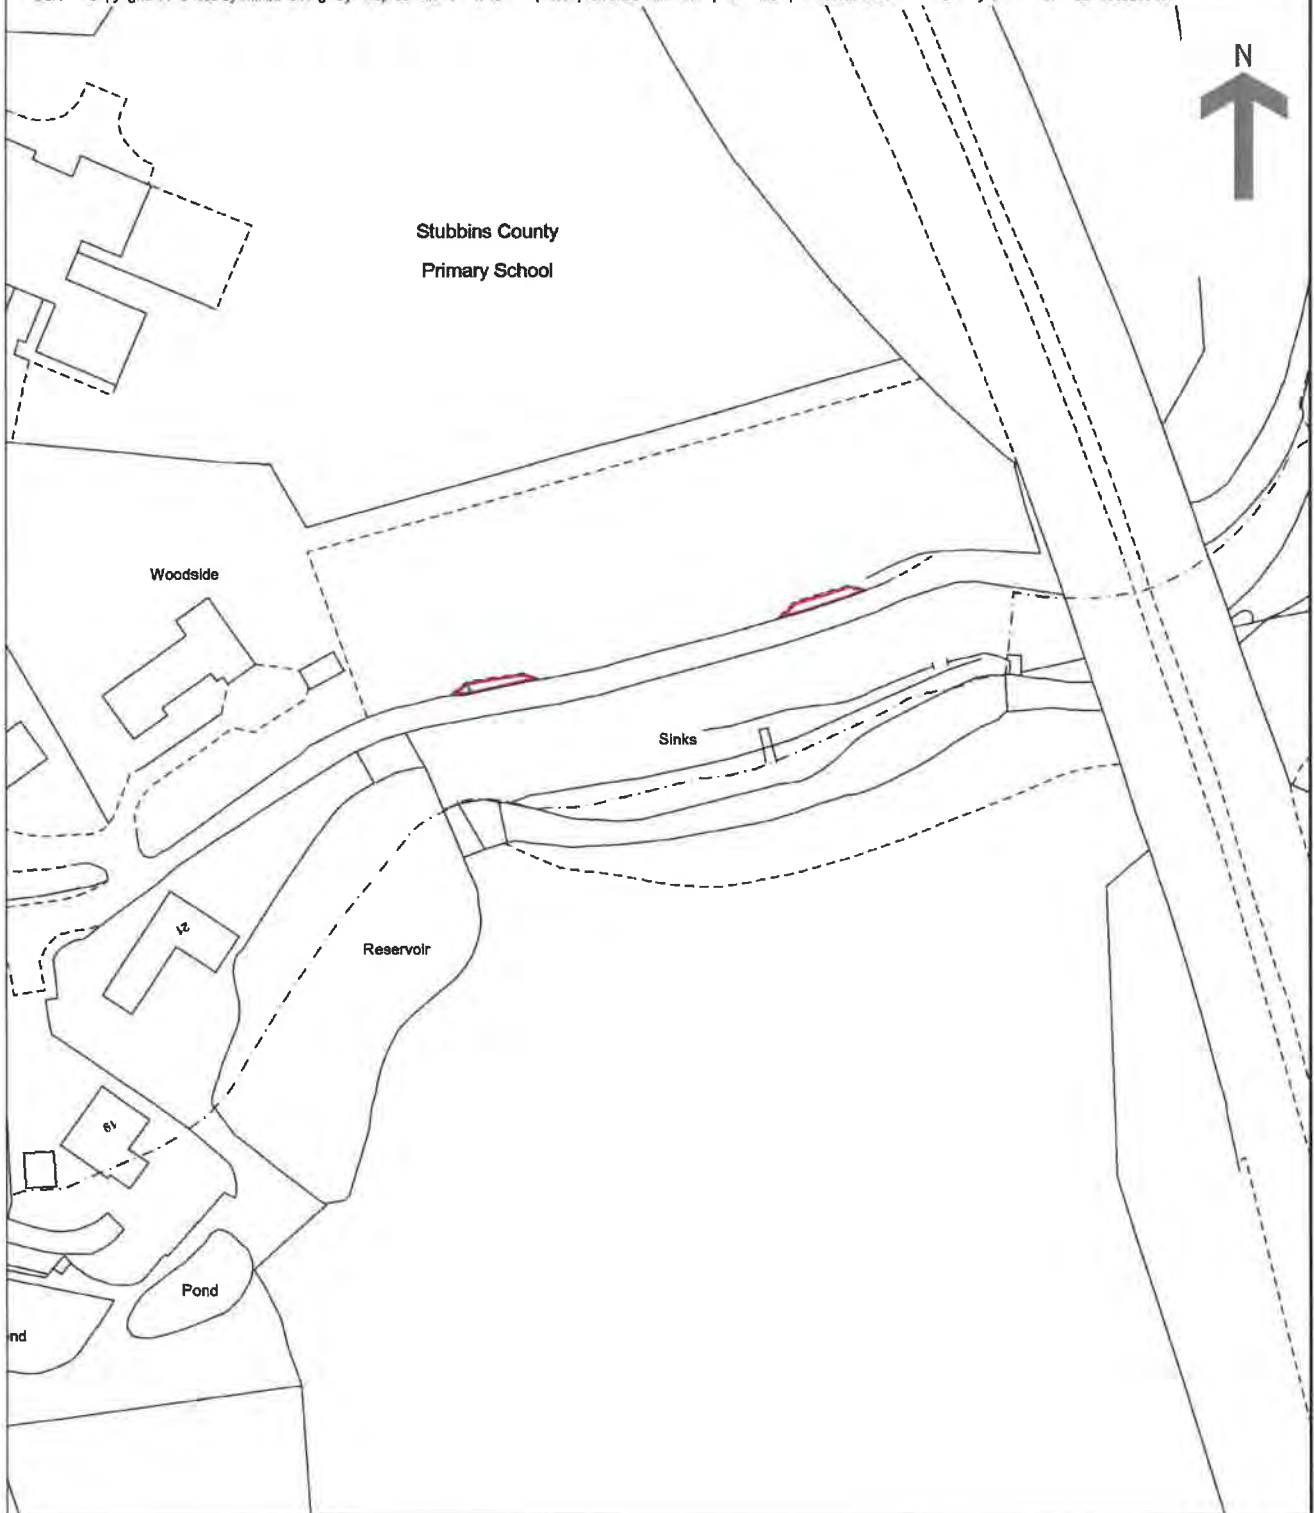 N
Stubbins County
Primary School
Woodside
Sinks
21
Reservoir
19
Pond
nd